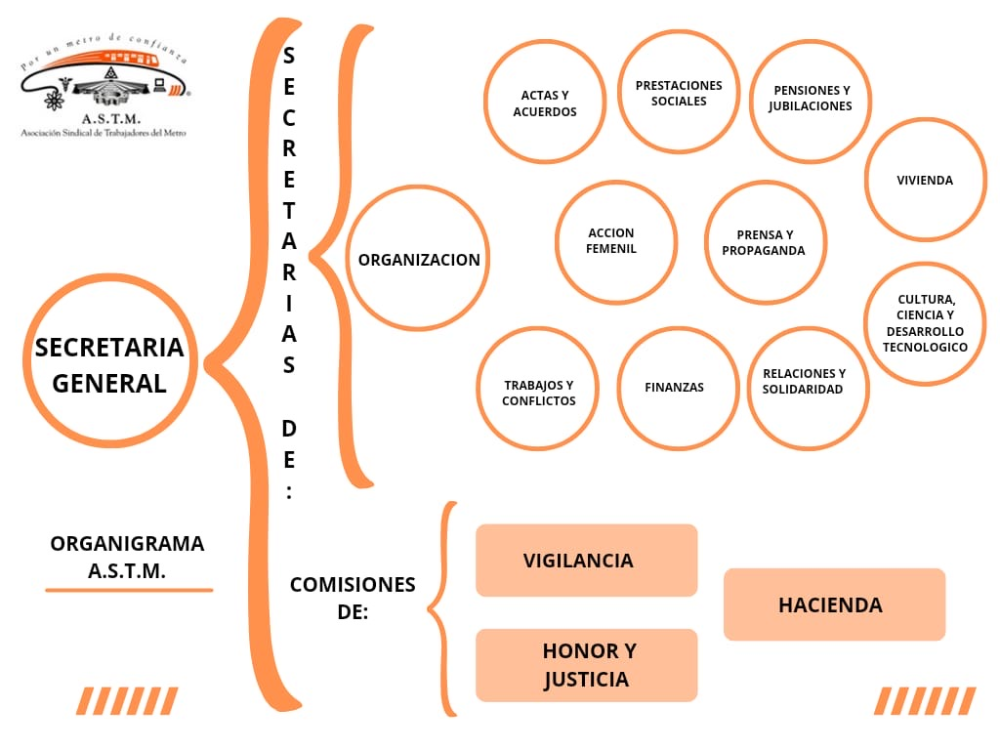 Por un metro de confianza
A.S.T.M.
Asociación Sindical de Trabajadores del Metro
SECRETARIA
GENERAL
ORGANIGRAMA
A.S.T.M.
SECRETARIAS DE:
ORGANIZACION
ACTAS Y
ACUERDOS
PRESTACIONES
SOCIALES
PENSIONES Y
JUBILACIONES
VIVIENDA
ACCION
FEMENIL
PRENSA Y
PROPAGANDA
CULTURA,
CIENCIA Y
DESARROLLO
TECNOLOGICO
TRABAJOS Y
CONFLICTOS
FINANZAS
RELACIONES Y
SOLIDARIDAD
COMISIONES
DE:
VIGILANCIA
HACIENDA
HONOR Y
JUSTICIA